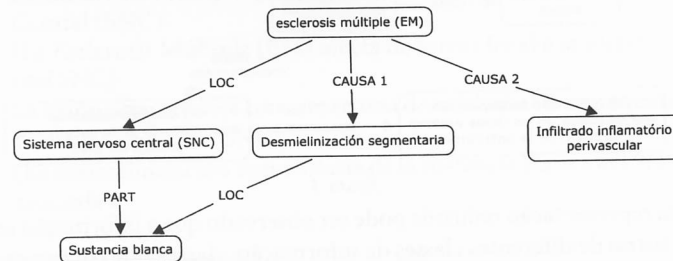 esclerosis múltiple (EM)
LOC
CAUSA 1
CAUSA 2
Sistema nervoso central (SNC)
Desmielinización segmentaria
Infiltrado inflamatório
perivascular
PART
LOC
Sustancia blanca